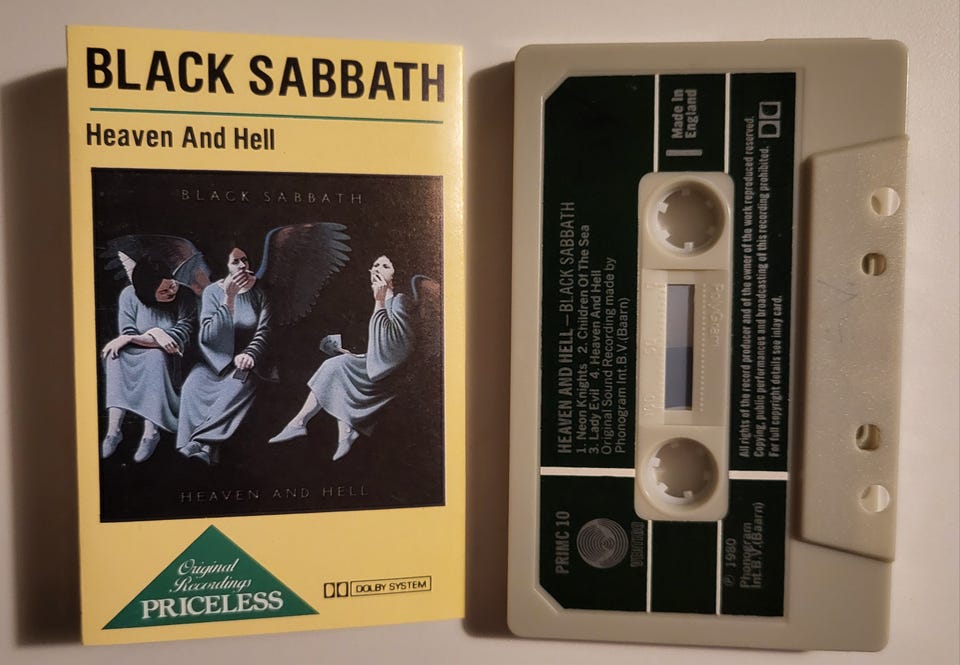 BLACK SABBATH
Heaven And Hell
BLACK SABBATH
HEAVEN AND HELL
Original
Recordings
PRICELESS
DOLBY SYSTEM
Made In
England
HEAVEN AND HELL—BLACK SABBATH
1. Neon Knights 2. Children Of The Sea
3. Lady Evil 4. Heaven And Hell
Original Sound Recording made by
Phonogram Int.B.V.(Baarn)
PolyGram
50
100
All rights of the record producer and of the owner of the work reproduced reserved.
Copying, public performances and broadcasting of this recording prohibited.
For full copyright details see inlay card.
PRIMC 10
VERTIGO
℗ 1980
Phonogram
Int.B.V.(Baarn)